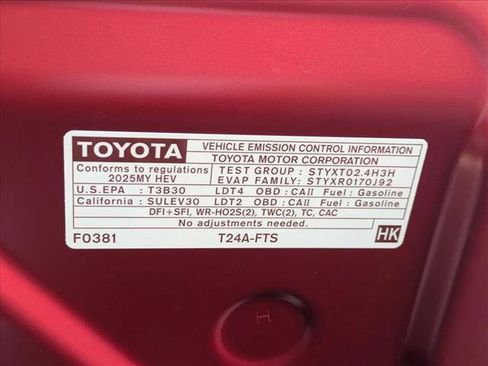 TOYOTA
VEHICLE EMISSION CONTROL INFORMATION
TOYOTA MOTOR CORPORATION
Conforms to regulations
2025MY HEV
TEST GROUP : STYXT02.4H3H
EVAP FAMILY: STYXR0170J92
U.S.EPA : T3B30 LDT4 OBD : CAII Fuel : Gasoline
California : SULEV30 LDT2 OBD : CAII Fuel : Gasoline
DFI+SFI, WR-HO2S(2), TWC(2), TC, CAC
No adjustments needed.
F0381 T24A-FTS HK
H